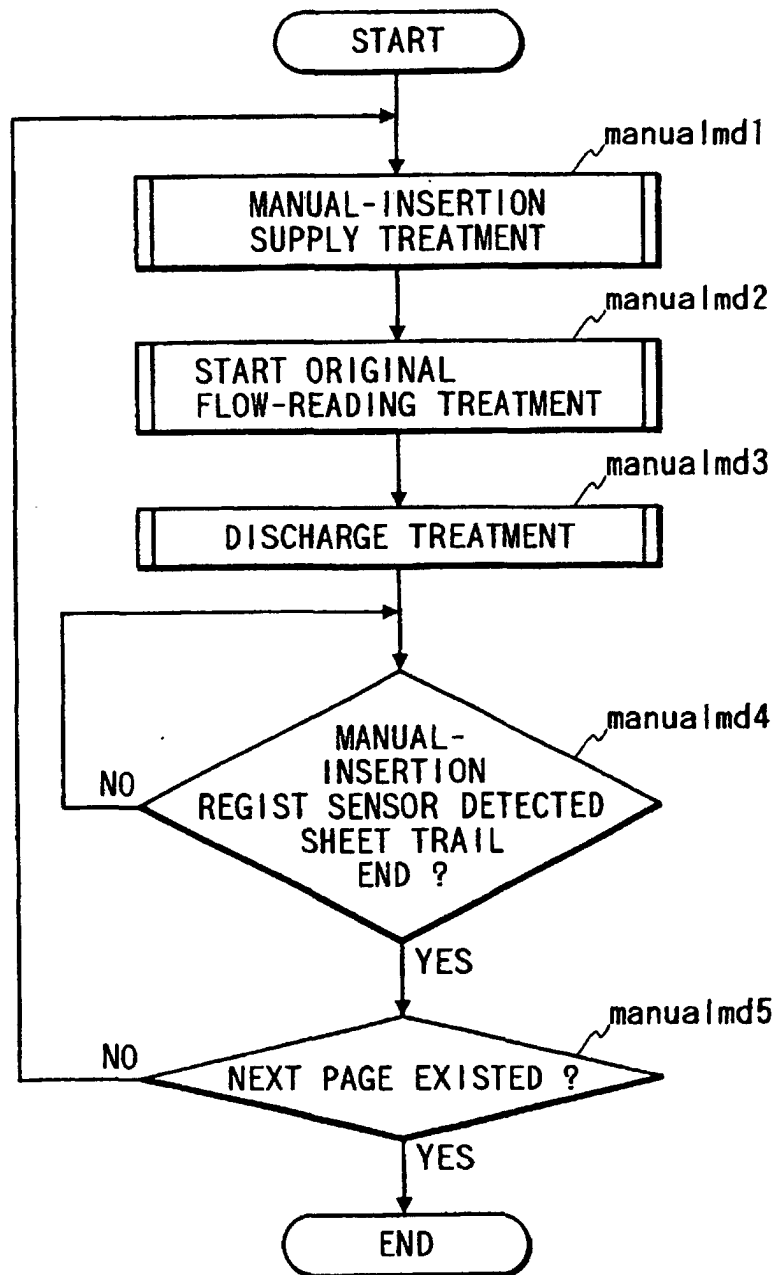 START
manualmd1
MANUAL-INSERTION
SUPPLY TREATMENT
manualmd2
START ORIGINAL
FLOW-READING TREATMENT
manualmd3
DISCHARGE TREATMENT
manualmd4
MANUAL-
INSERTION
NO
REGIST SENSOR DETECTED
SHEET TRAIL
END ?
YES
manualmd5
NO
NEXT PAGE EXISTED ?
YES
END